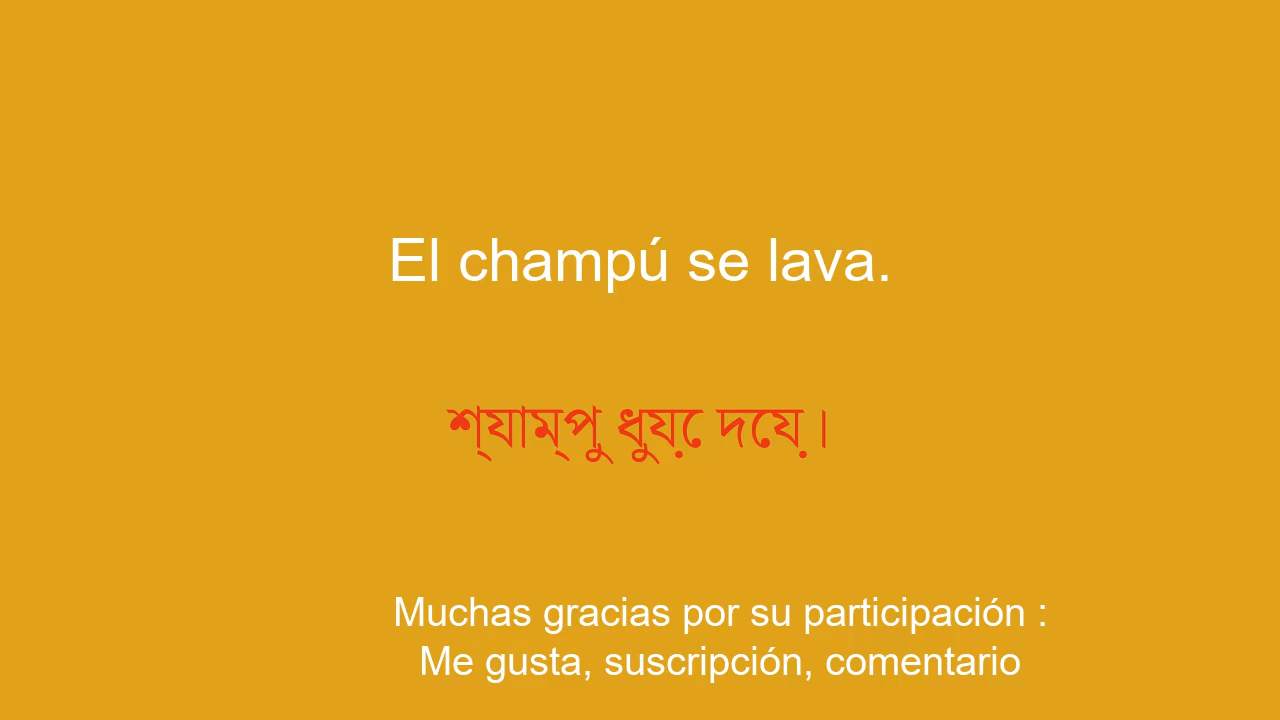 El champú se lava.
শ্যাম্পু ধুয়ে দেয়।
Muchas gracias por su participación :
Me gusta, suscripción, comentario